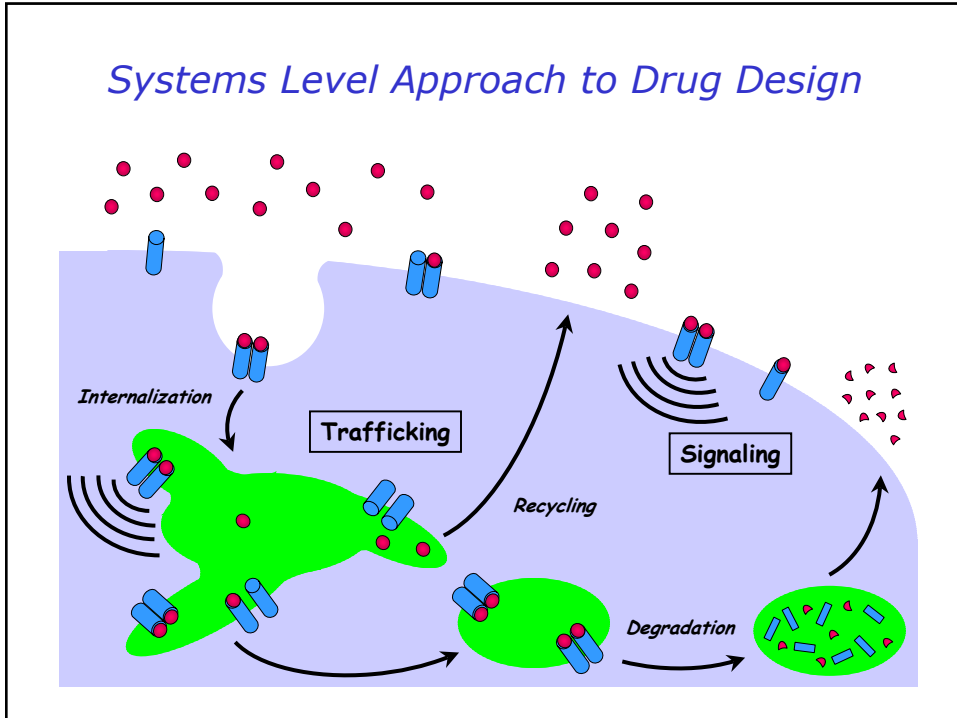 Systems Level Approach to Drug Design
Internalization
Trafficking
Signaling
Recycling
Degradation